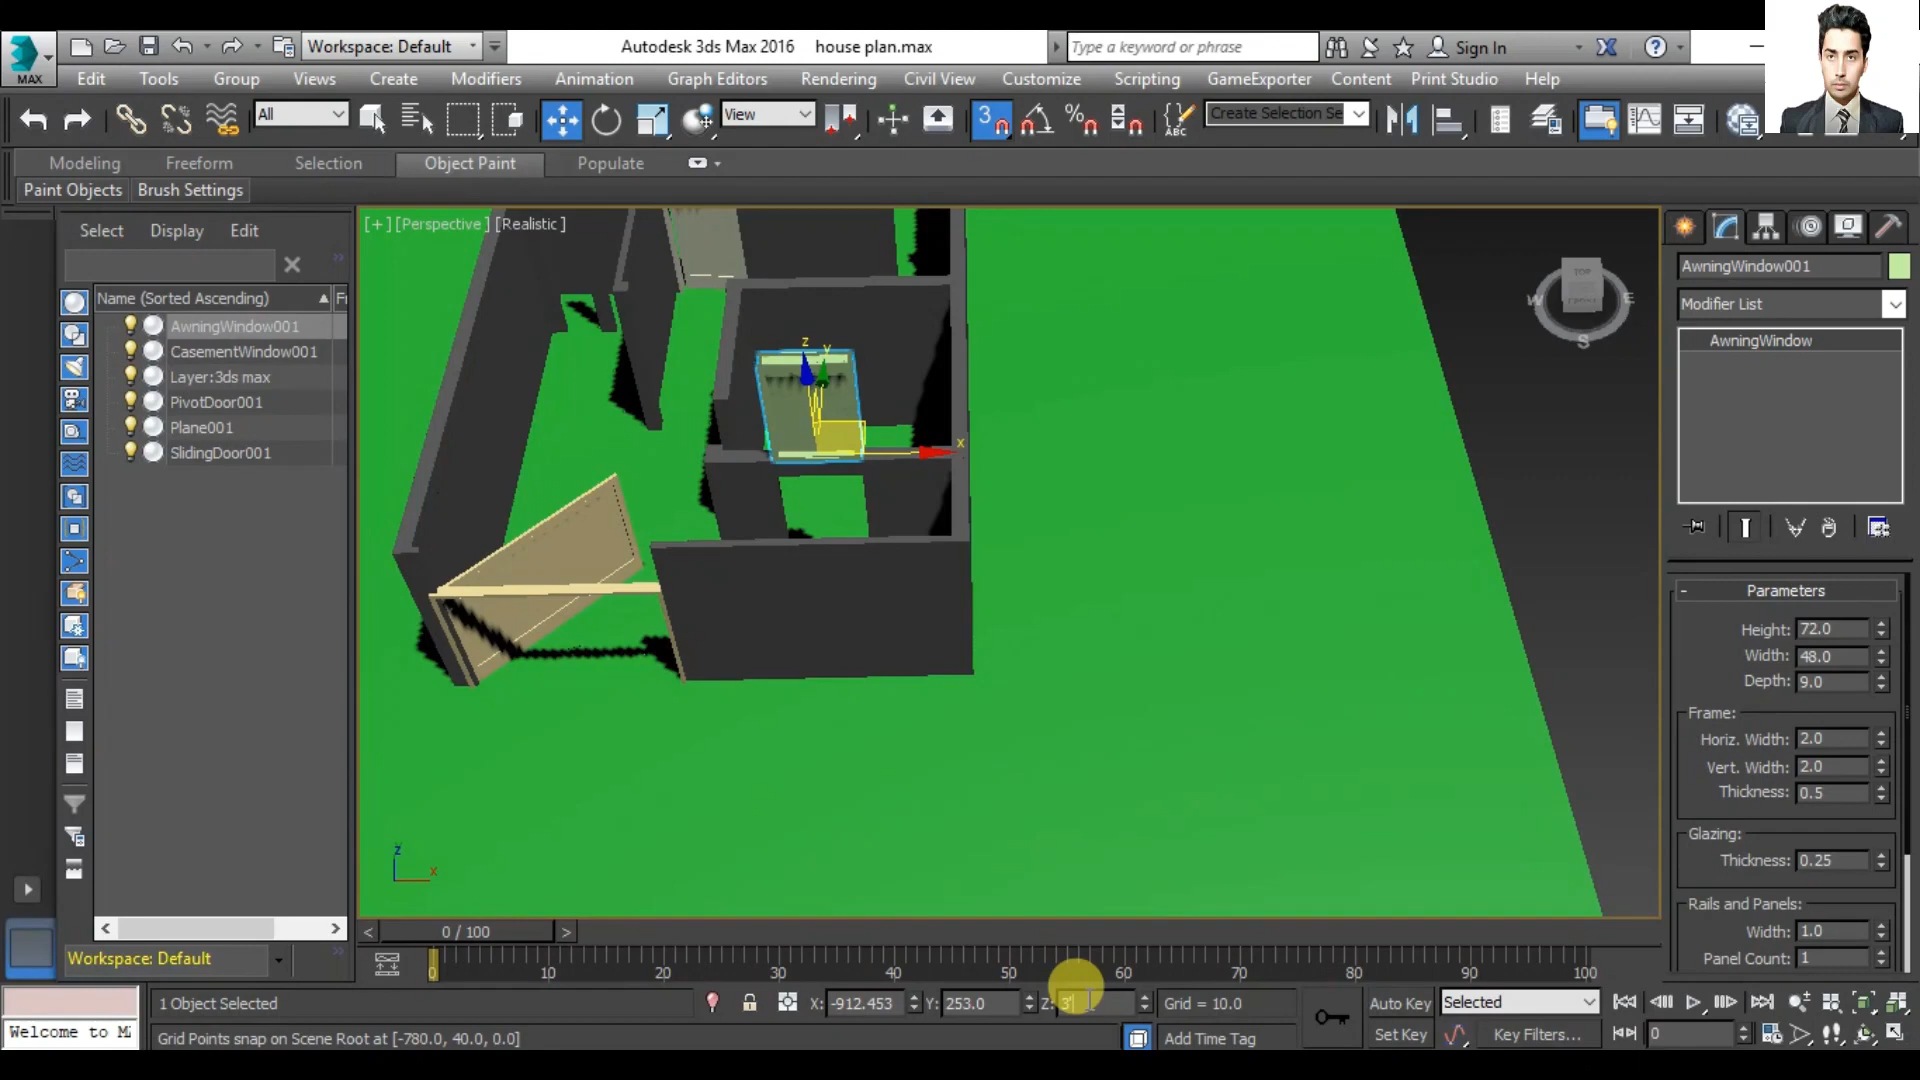 Workspace: Default
Autodesk 3ds Max 2016 house plan.max
Type a keyword or phrase
Sign In
MAX
Edit Tools Group Views Create Modifiers Animation Graph Editors Rendering Civil View Customize Scripting GameExporter Content Print Studio Help
All
View
3
%
ABC
Create Selection Se
Modeling Freeform Selection Object Paint Populate
Paint Objects Brush Settings
Select Display Edit
Name (Sorted Ascending)
AwningWindow001
CasementWindow001
Layer:3ds max
PivotDoor001
Plane001
SlidingDoor001
[+] [Perspective] [Realistic]
TOP
W E S
z y x
z x
AwningWindow001
Modifier List
AwningWindow
- Parameters
Height: 72.0
Width: 48.0
Depth: 9.0
Frame:
Horiz. Width: 2.0
Vert. Width: 2.0
Thickness: 0.5
Glazing:
Thickness: 0.25
Rails and Panels:
Width: 1.0
Panel Count: 1
< 0 / 100 >
Workspace: Default
0 10 20 30 40 50 60 70 80 90 100
1 Object Selected
X: -912.453 Y: 253.0 Z: 3'
Grid = 10.0
Auto Key Selected
Welcome to M
Grid Points snap on Scene Root at [-780.0, 40.0, 0.0]
Add Time Tag
Set Key Key Filters...
0